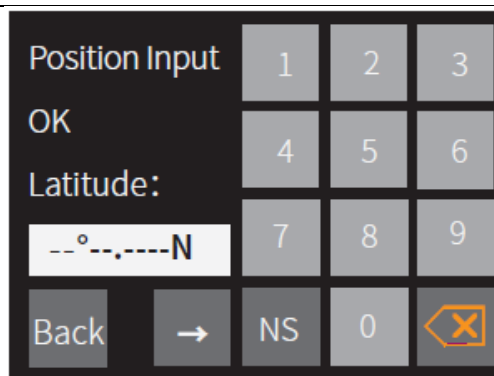 Position Input
OK
Latitude:
--°--.----N
Back → NS 0
1 2 3
4 5 6
7 8 9